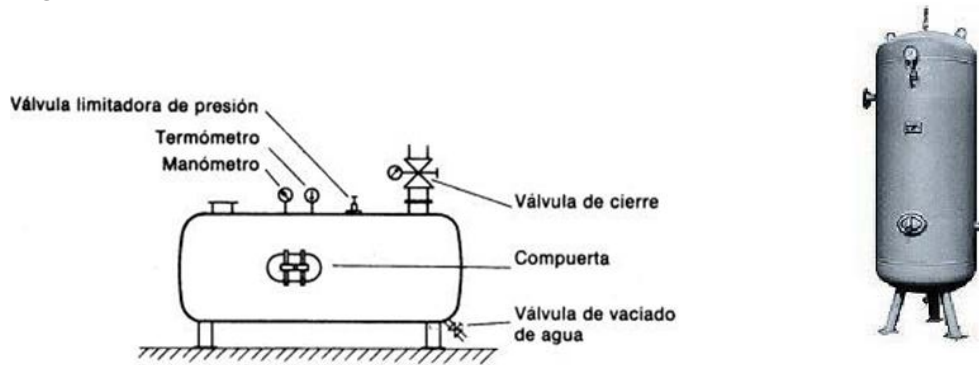 Válvula limitadora de presión
Termómetro
Manómetro
Válvula de cierre
Compuerta
Válvula de vaciado
de agua